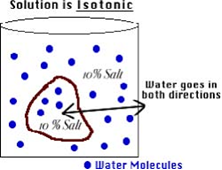 Solution is Isotonic
10% Salt
Water goes in
both directions
10% Salt
Water Molecules